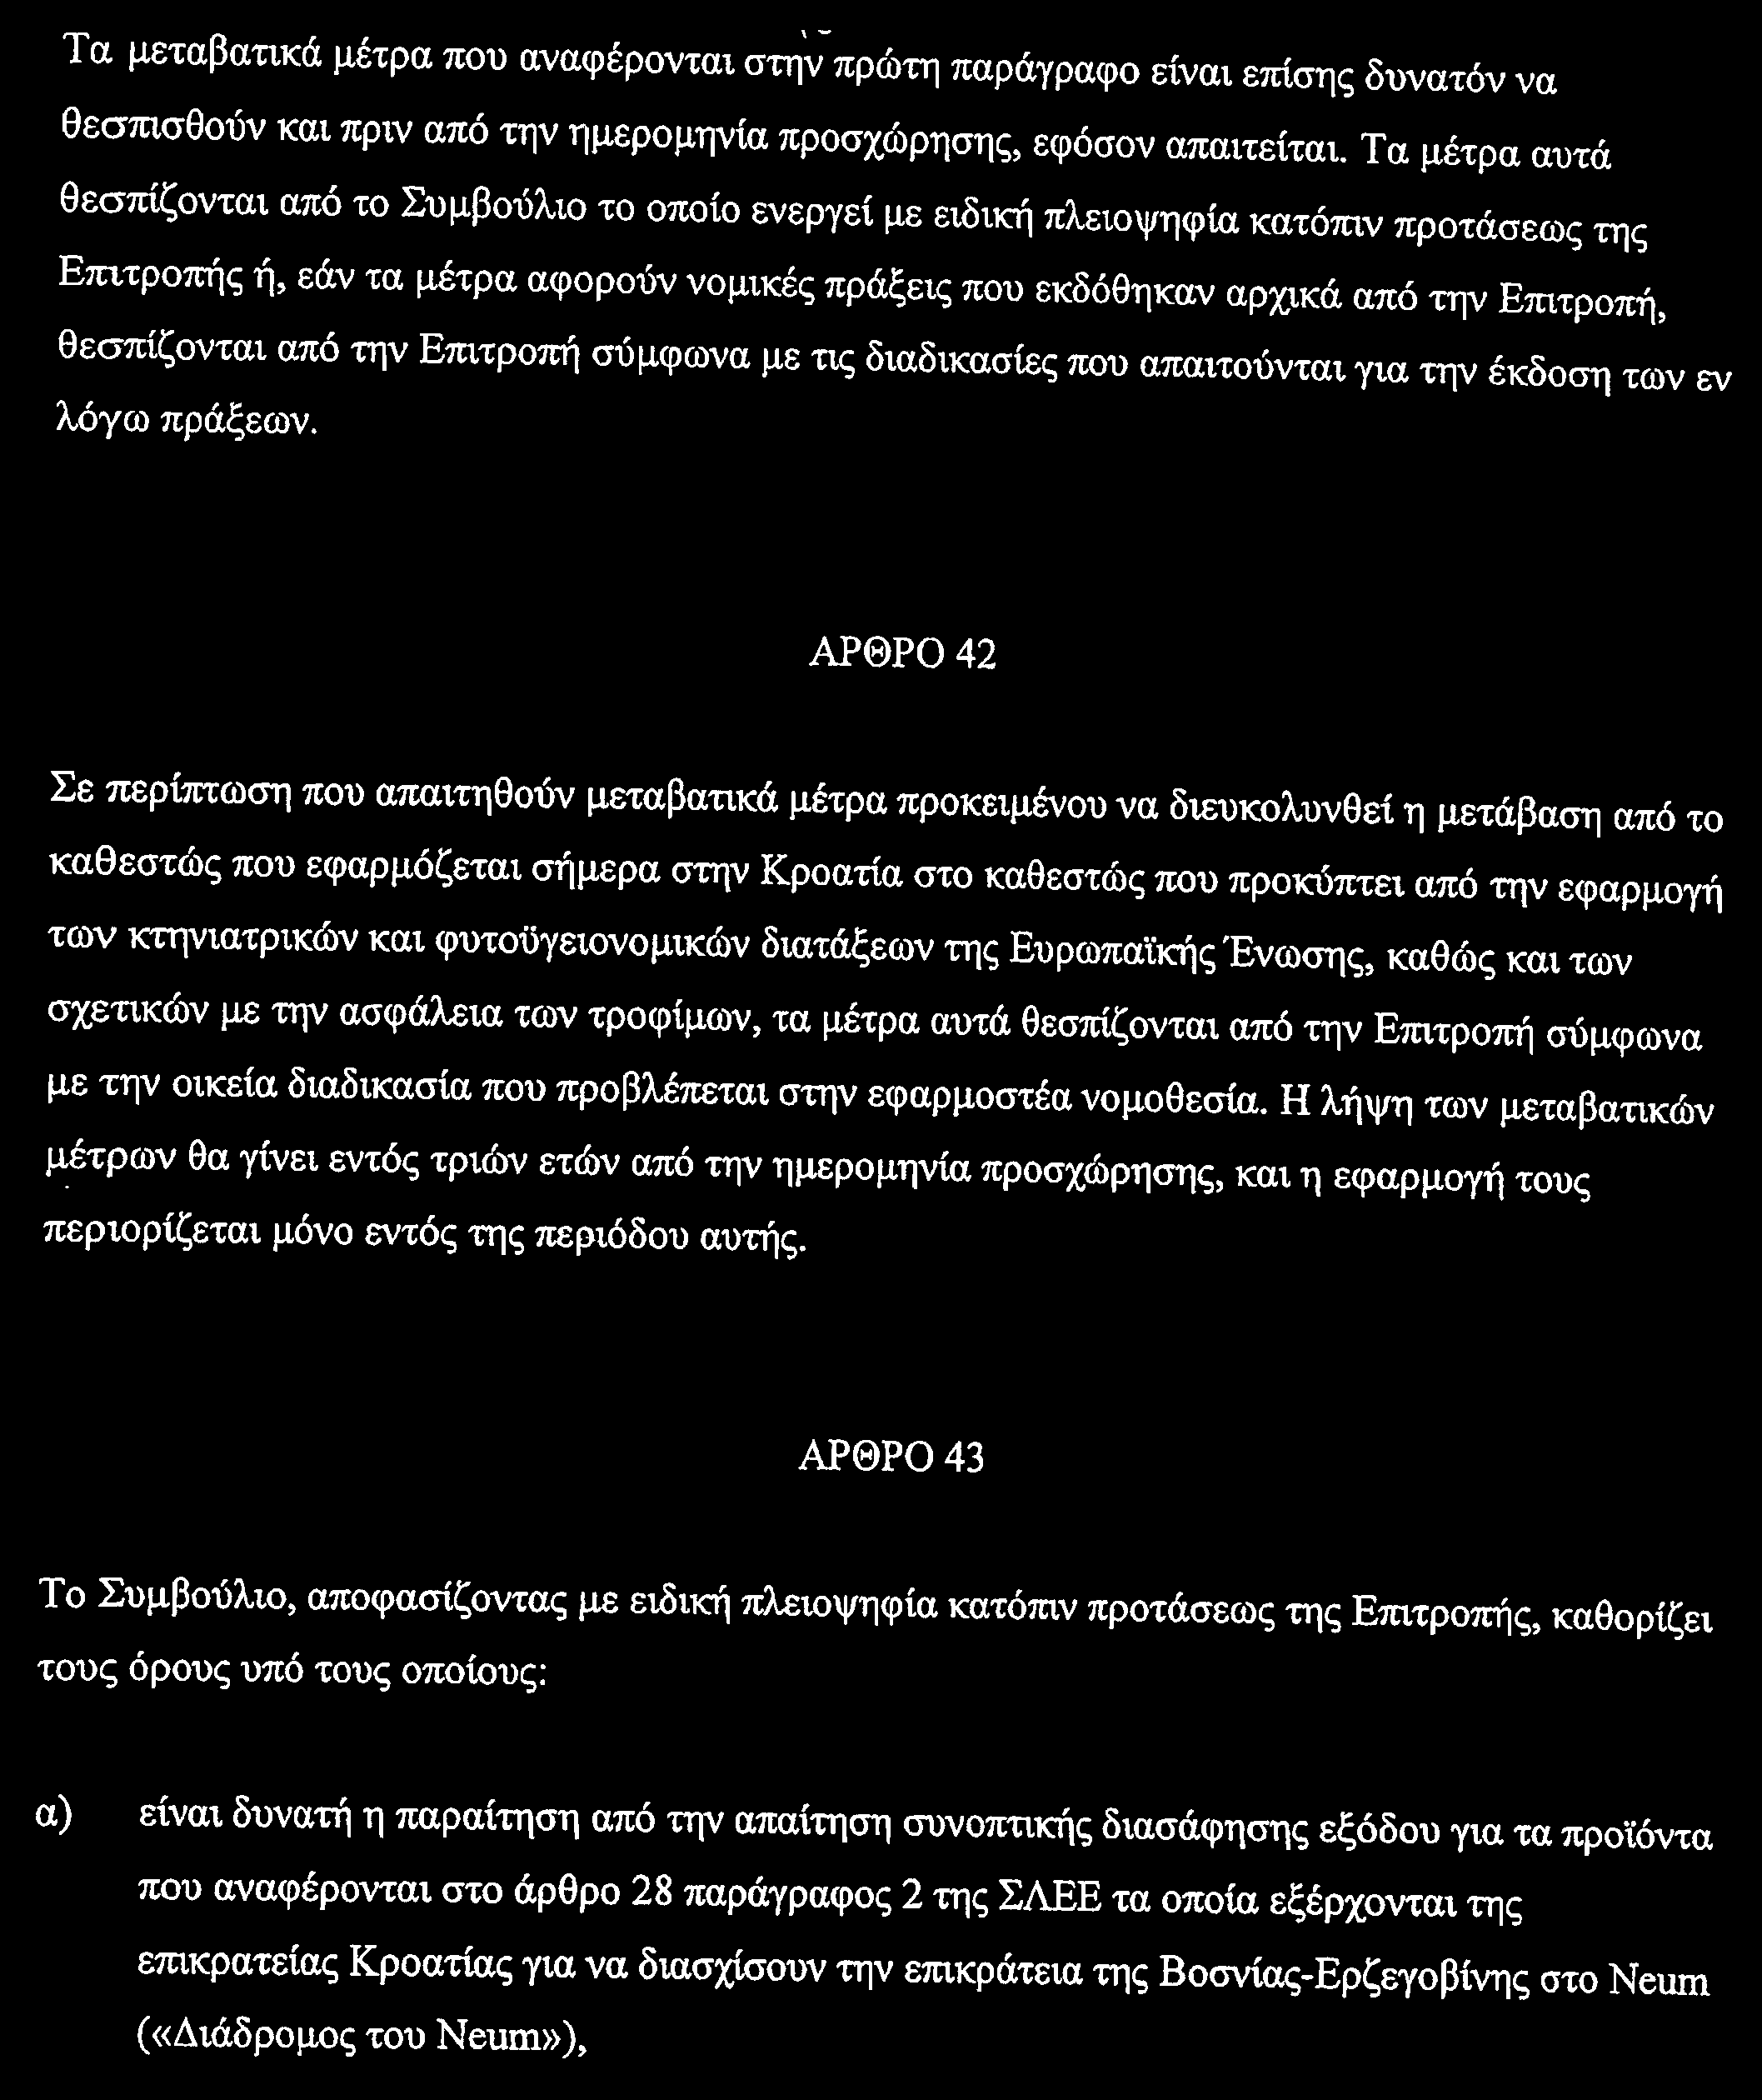 Τα μεταβατικά μέτρα που αναφέρονται στην πρώτη παράγραφο είναι επίσης δυνατόν να
θεσπισθούν και πριν από την ημερομηνία προσχώρησης, εφόσον απαιτείται. Τα μέτρα αυτά
θεσπίζονται από το Συμβούλιο το οποίο ενεργεί με ειδική πλειοψηφία κατόπιν προτάσεως της
Επιτροπής ή, εάν τα μέτρα αφορούν νομικές πράξεις που εκδόθηκαν αρχικά από την Επιτροπή,
θεσπίζονται από την Επιτροπή σύμφωνα με τις διαδικασίες που απαιτούνται για την έκδοση των εν
λόγω πράξεων.
ΑΡΘΡΟ 42
Σε περίπτωση που απαιτηθούν μεταβατικά μέτρα προκειμένου να διευκολυνθεί η μετάβαση από το
καθεστώς που εφαρμόζεται σήμερα στην Κροατία στο καθεστώς που προκύπτει από την εφαρμογή
των κτηνιατρικών και φυτοϋγειονομικών διατάξεων της Ευρωπαϊκής Ένωσης, καθώς και των
σχετικών με την ασφάλεια των τροφίμων, τα μέτρα αυτά θεσπίζονται από την Επιτροπή σύμφωνα
με την οικεία διαδικασία που προβλέπεται στην εφαρμοστέα νομοθεσία. Η λήψη των μεταβατικών
μέτρων θα γίνει εντός τριών ετών από την ημερομηνία προσχώρησης, και η εφαρμογή τους
περιορίζεται μόνο εντός της περιόδου αυτής.
ΑΡΘΡΟ 43
Το Συμβούλιο, αποφασίζοντας με ειδική πλειοψηφία κατόπιν προτάσεως της Επιτροπής, καθορίζει
τους όρους υπό τους οποίους:
α) είναι δυνατή η παραίτηση από την απαίτηση συνοπτικής διασάφησης εξόδου για τα προϊόντα
που αναφέρονται στο άρθρο 28 παράγραφος 2 της ΣΛΕΕ τα οποία εξέρχονται της
επικρατείας Κροατίας για να διασχίσουν την επικράτεια της Βοσνίας-Ερζεγοβίνης στο Neum
(«Διάδρομος του Neum»),